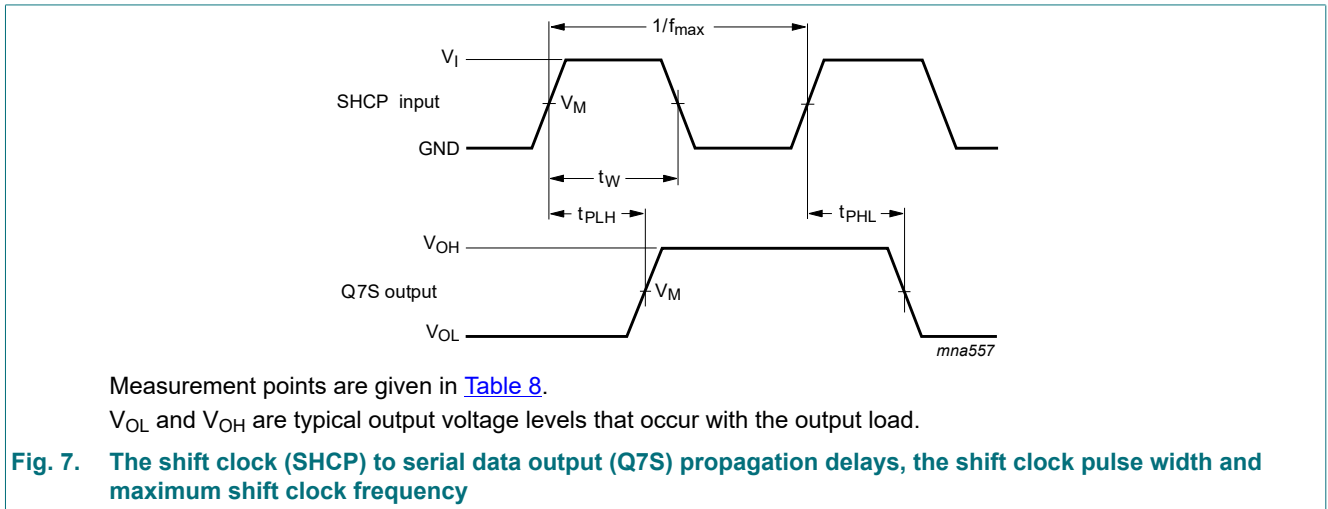 1/fmax
VI
SHCP input
VM
GND
tW
tPLH
tPHL
VOH
Q7S output
VM
VOL
mna557
Measurement points are given in Table 8.
VOL and VOH are typical output voltage levels that occur with the output load.
Fig. 7. The shift clock (SHCP) to serial data output (Q7S) propagation delays, the shift clock pulse width and
maximum shift clock frequency